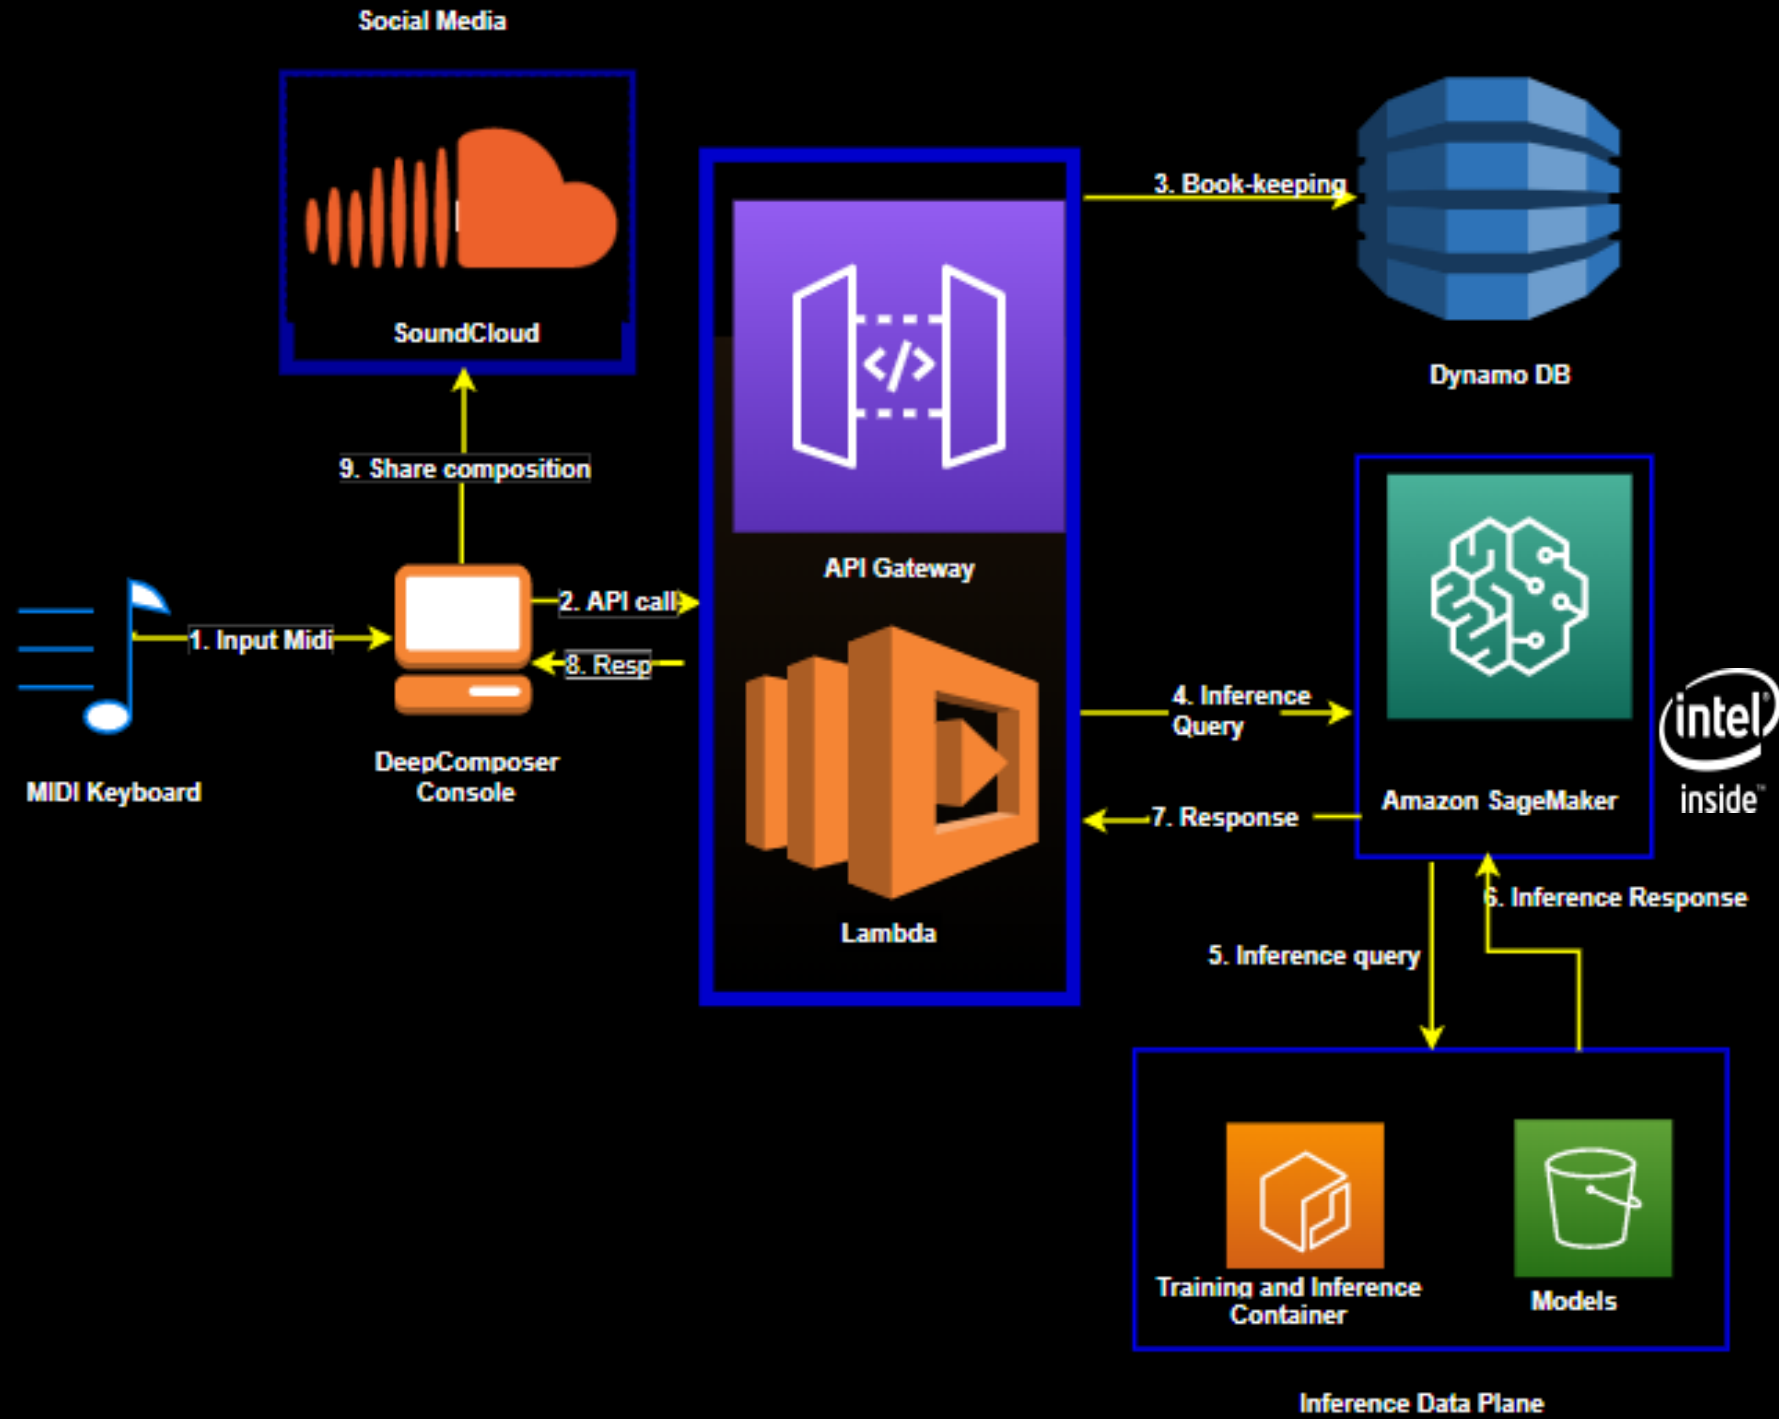 Social Media
SoundCloud
9. Share composition
1. Input Midi
MIDI Keyboard
DeepComposer
Console
2. API call
8. Resp
</>
API Gateway
Lambda
3. Book-keeping
Dynamo DB
4. Inference
Query
Amazon SageMaker
intel®
inside™
7. Response
6. Inference Response
5. Inference query
Training and Inference
Container
Models
Inference Data Plane